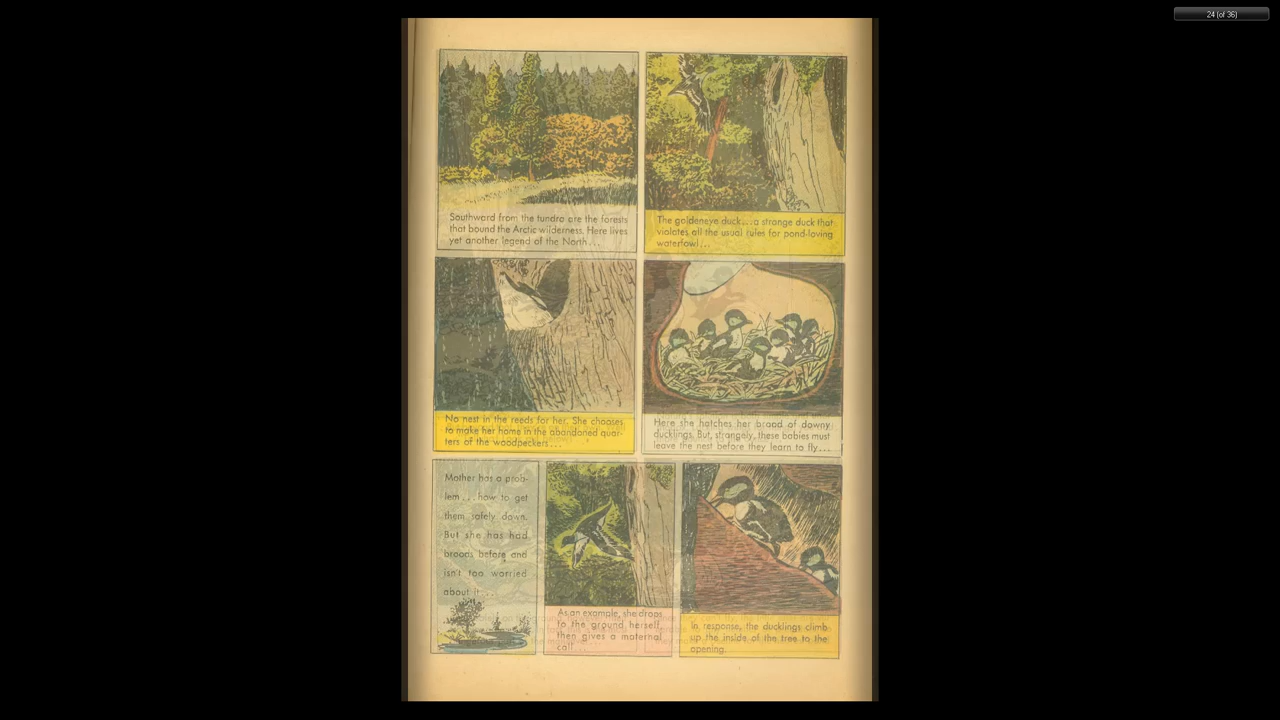 24 (of 36)
Southward from the tundra are the forests
that bound the Arctic wilderness. Here lives
yet another legend of the North...
The goldeneye duck...a strange duck that
violates all the usual rules for pond-loving
waterfowl...
No nest in the reeds for her. She chooses
to make her home in the abandoned quar-
ters of the woodpeckers...
Here she hatches her brood of downy
ducklings. But, strangely, these babies must
leave the nest before they learn to fly...
Mother has a prob-
lem...how to get
them safely down.
But she has had
broods before and
isn't too worried
about it...
As an example, she drops
to the ground herself,
then gives a maternal
call...
In response, the ducklings climb
up the inside of the tree to the
opening.